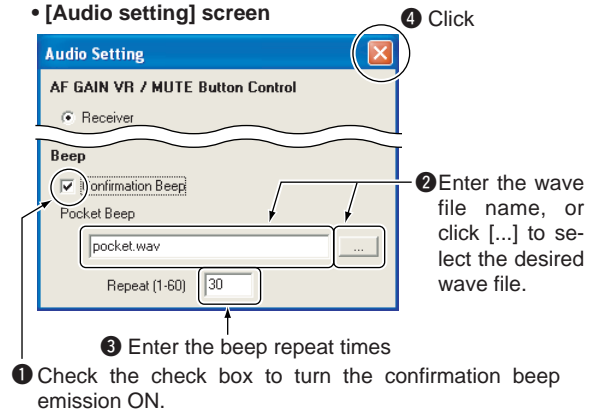 • [Audio setting] screen
❹ Click
Audio Setting
AF GAIN VR / MUTE Button Control
Receiver
Beep
Confirmation Beep
Pocket Beep
pocket.wav
...
Repeat (1-60)
30
❷Enter the wave
file name, or
click [...] to se-
lect the desired
wave file.
❸ Enter the beep repeat times
❶ Check the check box to turn the confirmation beep
emission ON.